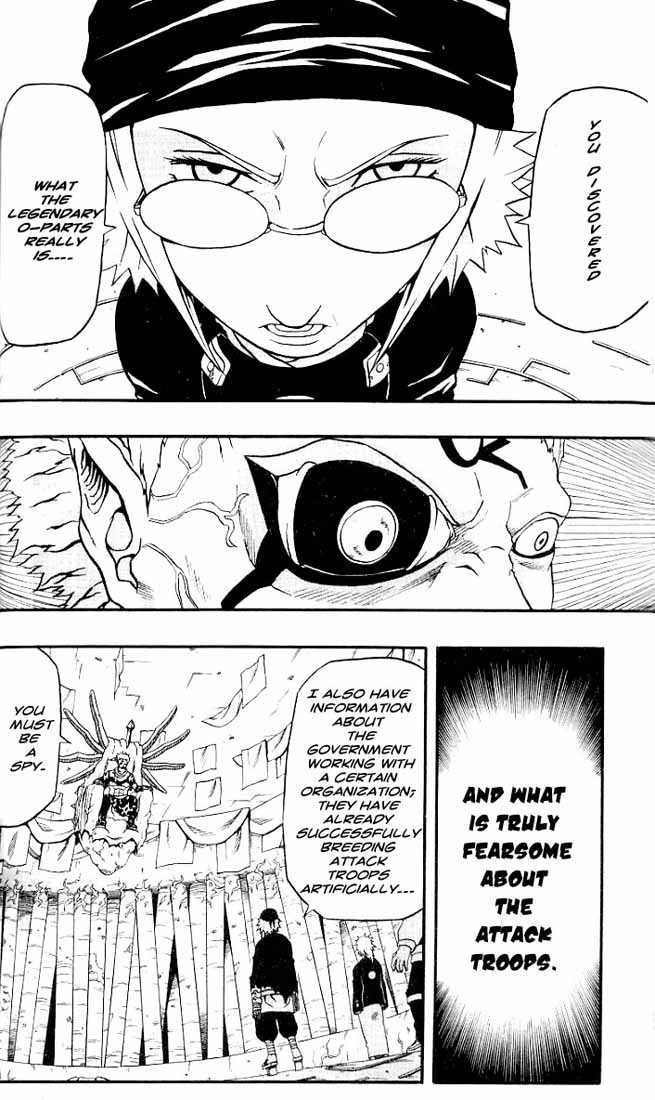 YOU DISCOVERED
WHAT
THE
LEGENDARY
O-PARTS
REALLY
IS----
AND WHAT
IS TRULY
FEARSOME
ABOUT
THE
ATTACK
TROOPS.
I ALSO HAVE
INFORMATION
ABOUT
THE
GOVERNMENT
WORKING WITH
A CERTAIN
ORGANIZATION;
THEY HAVE
ALREADY
SUCCESSFULLY
BREEDING
ATTACK
TROOPS
ARTIFICIALLY---
YOU
MUST
BE
A
SPY.